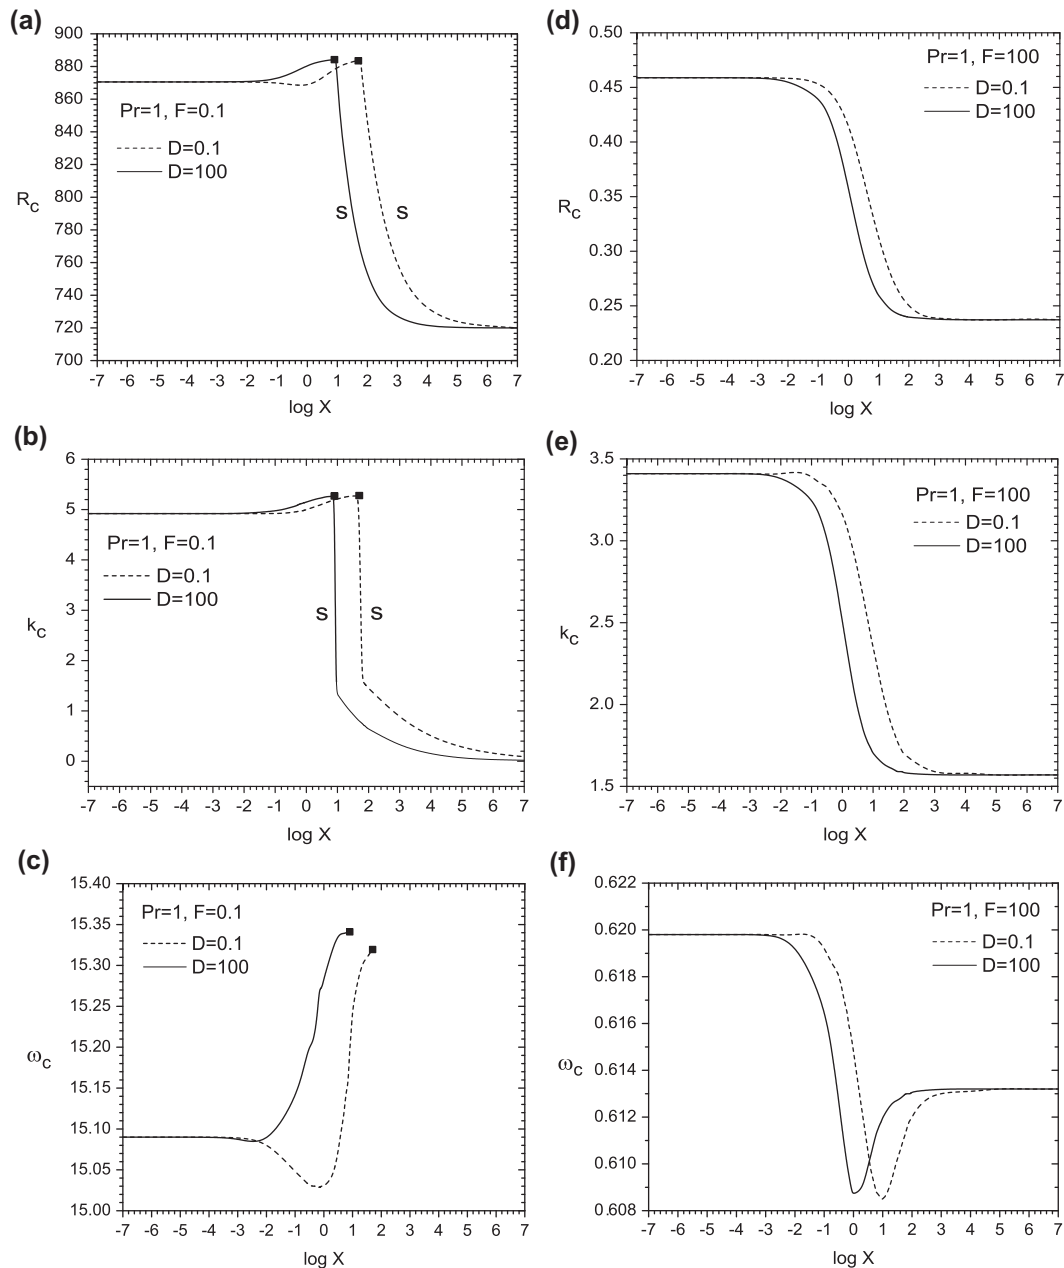 (a)
900
880
860
840
820
800
780
760
740
720
700
R_c
Pr=1, F=0.1
D=0.1
D=100
S S
-7 -6 -5 -4 -3 -2 -1 0 1 2 3 4 5 6 7
log X
(d)
0.50
0.45
0.40
0.35
0.30
0.25
0.20
R_c
Pr=1, F=100
D=0.1
D=100
-7 -6 -5 -4 -3 -2 -1 0 1 2 3 4 5 6 7
log X
(b)
6
5
4
3
2
1
0
k_c
Pr=1, F=0.1
D=0.1
D=100
S S
-7 -6 -5 -4 -3 -2 -1 0 1 2 3 4 5 6 7
log X
(e)
3.5
3.0
2.5
2.0
1.5
k_c
Pr=1, F=100
D=0.1
D=100
-7 -6 -5 -4 -3 -2 -1 0 1 2 3 4 5 6 7
log X
(c)
15.40
15.35
15.30
15.25
15.20
15.15
15.10
15.05
15.00
ω_c
Pr=1, F=0.1
D=0.1
D=100
-7 -6 -5 -4 -3 -2 -1 0 1 2 3 4 5 6 7
log X
(f)
0.622
0.620
0.618
0.616
0.614
0.612
0.610
0.608
ω_c
Pr=1, F=100
D=0.1
D=100
-7 -6 -5 -4 -3 -2 -1 0 1 2 3 4 5 6 7
log X